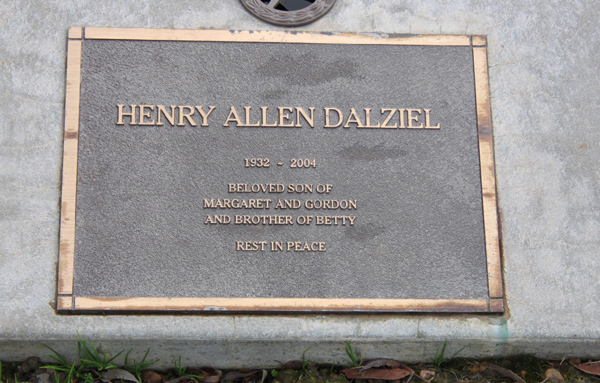 HENRY ALLEN DALZIEL
1932 - 2004
BELOVED SON OF
MARGARET AND GORDON
AND BROTHER OF BETTY
REST IN PEACE